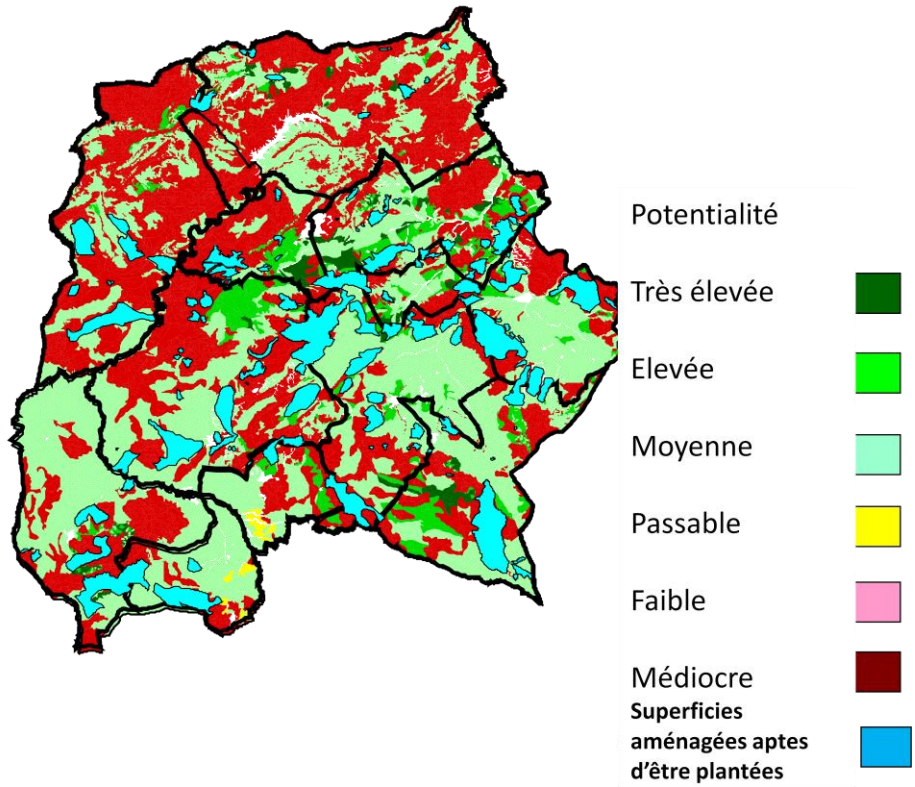 Potentialité
Très élevée
Elevée
Moyenne
Passable
Faible
Médiocre
Superficies
aménagées aptes
d'être plantées